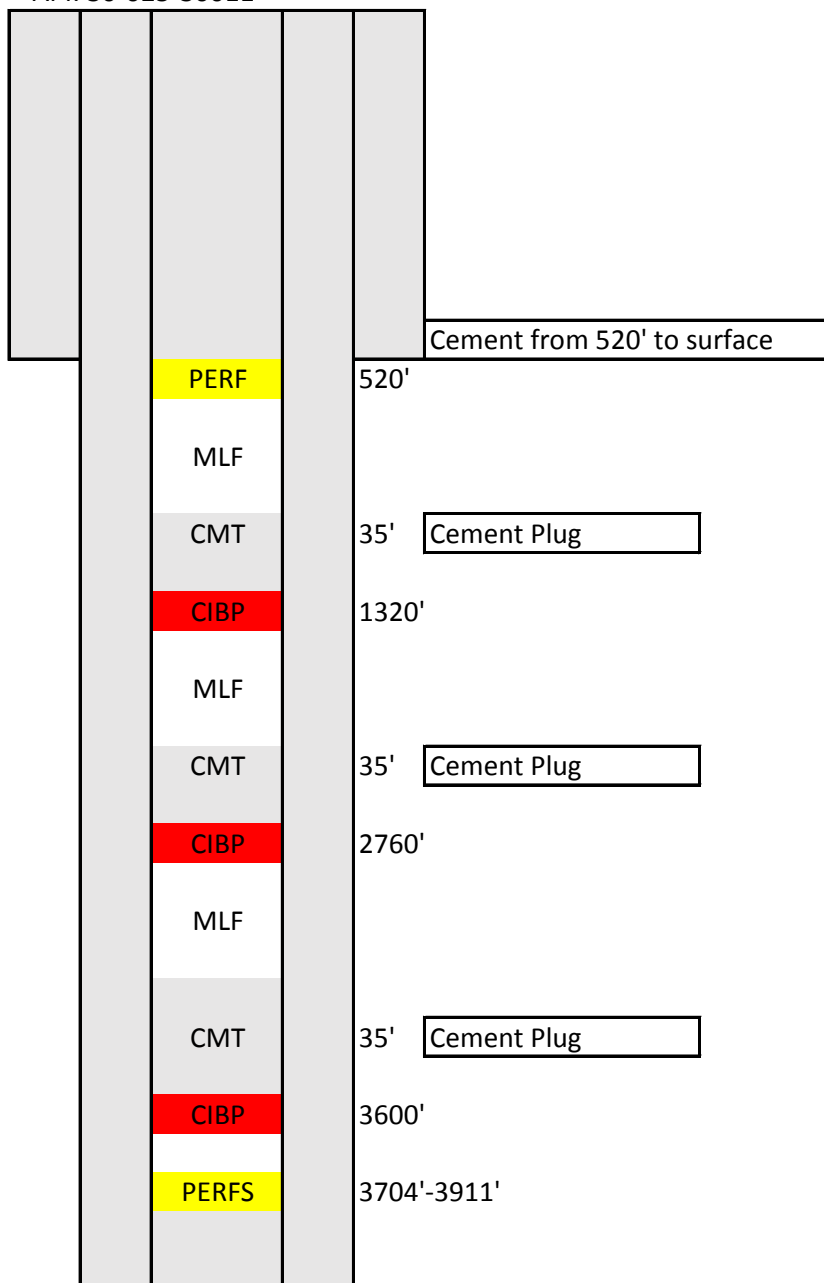 Cement from 520' to surface
PERF 520'
MLF
CMT 35' Cement Plug
CIBP 1320'
MLF
CMT 35' Cement Plug
CIBP 2760'
MLF
CMT 35' Cement Plug
CIBP 3600'
PERFS 3704'-3911'